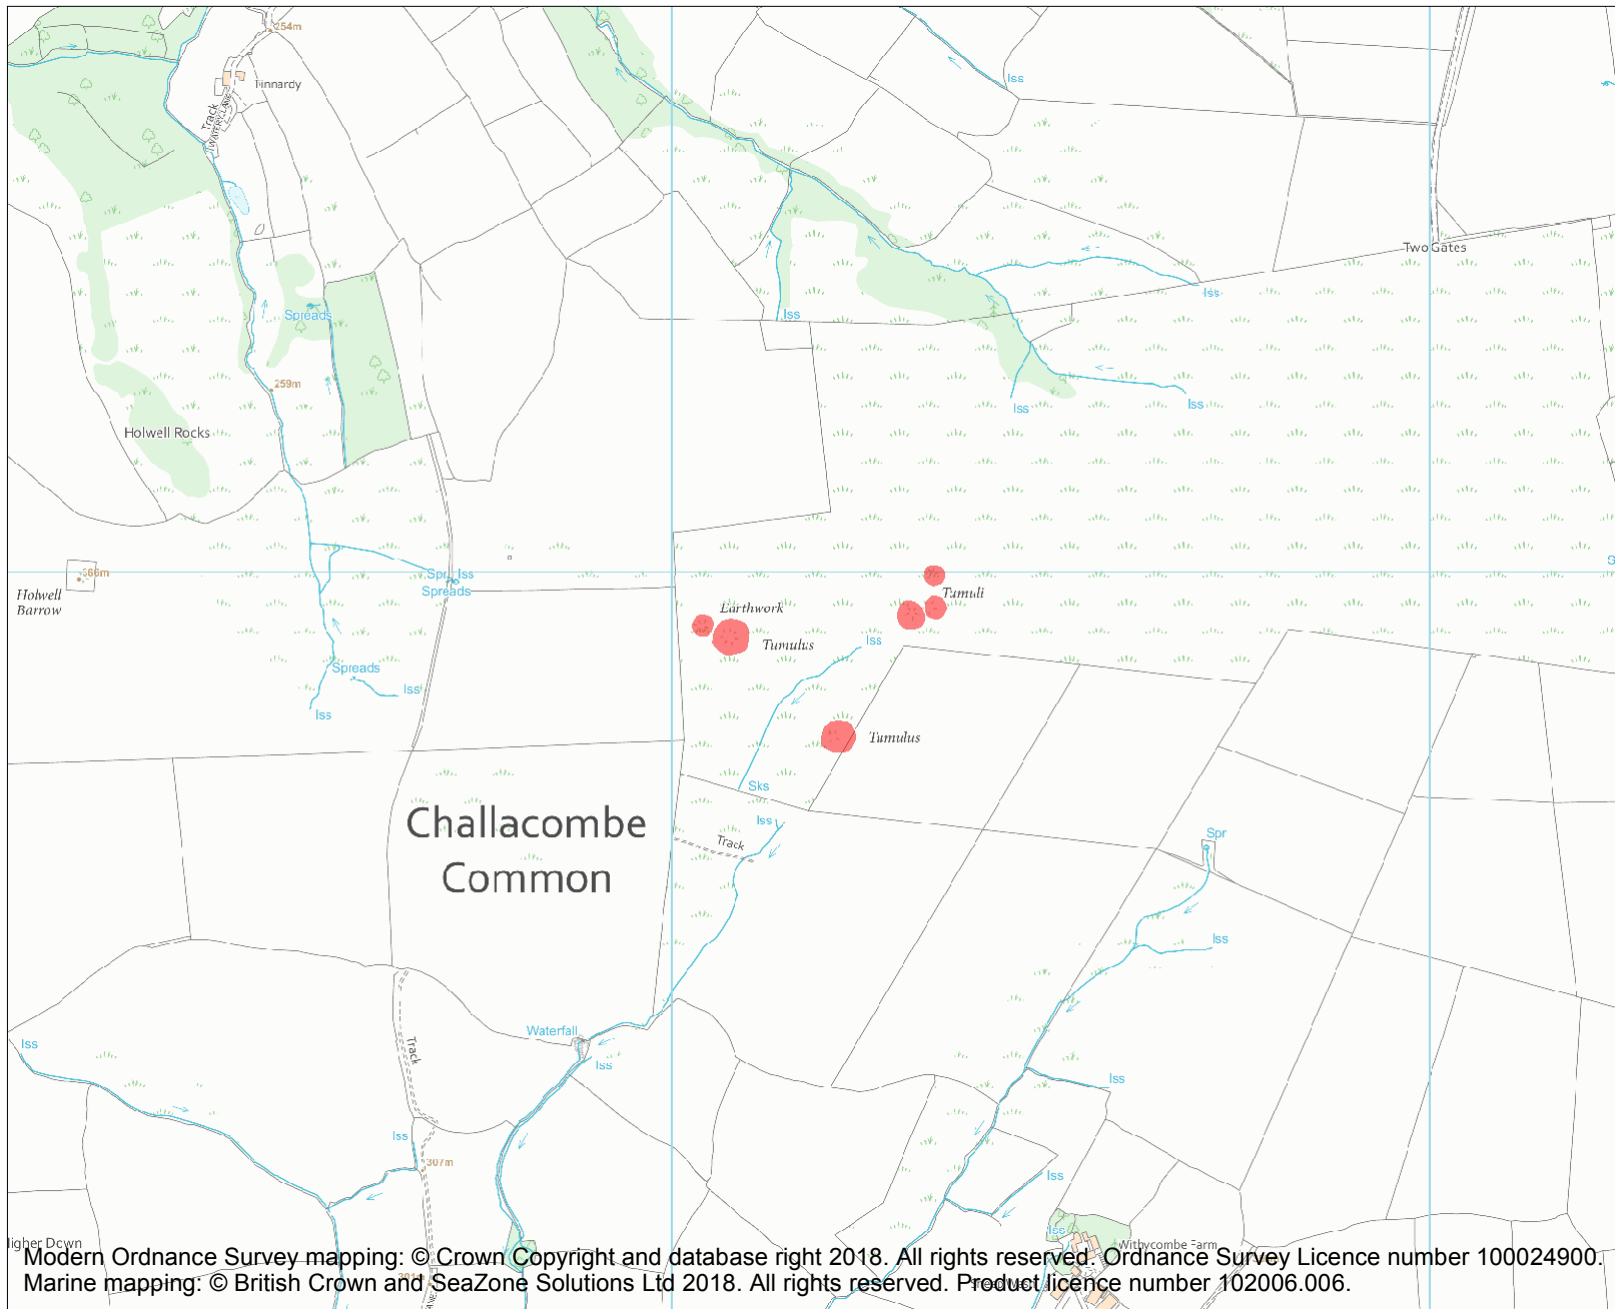 254m
Tinnardy
Track
Iss
Two Gates
Iss
Spreads
Iss
259m
Iss
Iss
Holwell Rocks
366m
Spr Iss
Spreads
Holwell
Barrow
Tumuli
Earthwork
Tumulus
Iss
Spreads
Iss
Iss
Tumulus
Sks
Challacombe
Common
Iss
Track
Spr
Iss
Waterfall
Iss
Iss
Track
Iss
Iss
307m
Iss
Iss
Withycombe Farm
Modern Ordnance Survey mapping: © Crown Copyright and database right 2018. All rights reserved. Ordnance Survey Licence number 100024900.
Marine mapping: © British Crown and SeaZone Solutions Ltd 2018. All rights reserved. Product licence number 102006.006.